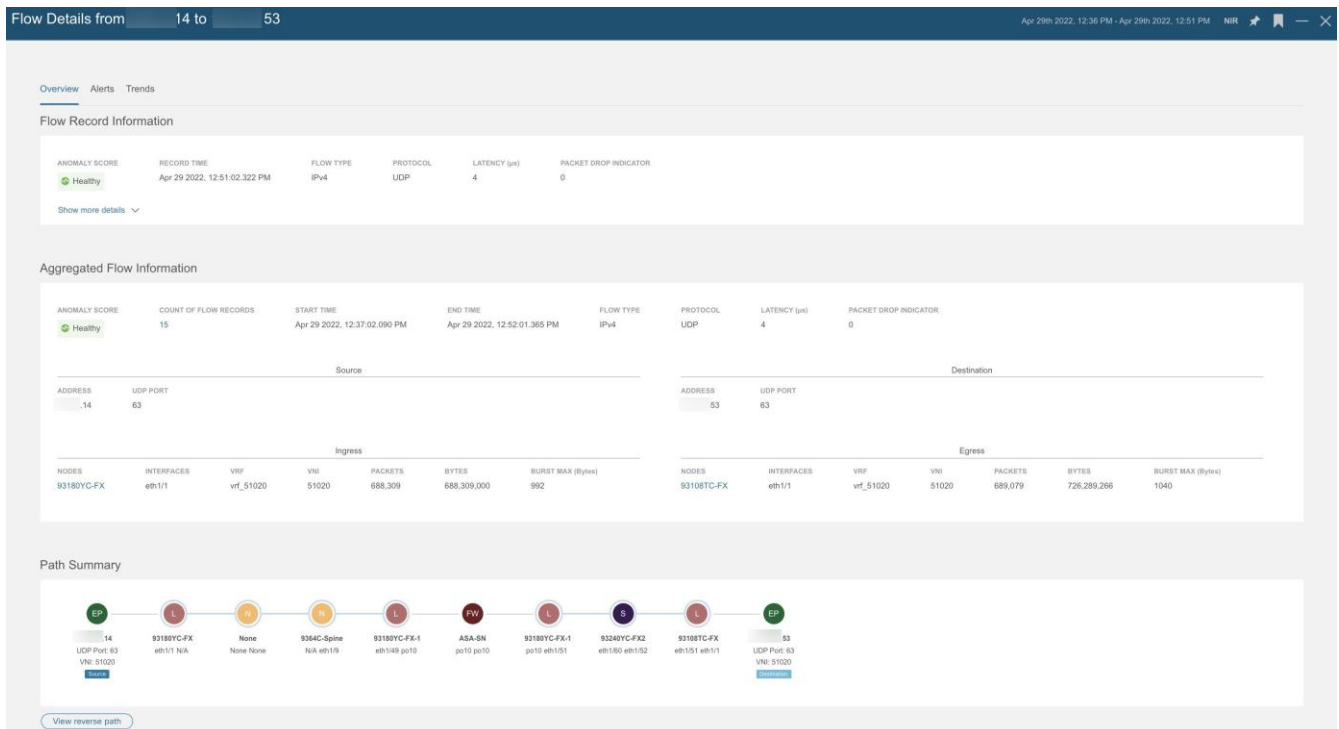 Flow Details from 14 to 53
Apr 29th 2022, 12:36 PM - Apr 29th 2022, 12:51 PM NIR
Overview Alerts Trends
Flow Record Information
ANOMALY SCORE RECORD TIME FLOW TYPE PROTOCOL LATENCY (µs) PACKET DROP INDICATOR
Healthy Apr 29 2022, 12:51:02.322 PM IPv4 UDP 4 0
Show more details
Aggregated Flow Information
ANOMALY SCORE COUNT OF FLOW RECORDS START TIME END TIME FLOW TYPE PROTOCOL LATENCY (µs) PACKET DROP INDICATOR
Healthy 15 Apr 29 2022, 12:37:02.090 PM Apr 29 2022, 12:52:01.365 PM IPv4 UDP 4 0
Source Destination
ADDRESS UDP PORT ADDRESS UDP PORT
.14 63 53 63
Ingress Egress
NODES INTERFACES VRF VNI PACKETS BYTES BURST MAX (Bytes) NODES INTERFACES VRF VNI PACKETS BYTES BURST MAX (Bytes)
93180YC-FX eth1/1 vrf_51020 51020 688,309 688,309,000 992 93108TC-FX eth1/1 vrf_51020 51020 689,079 726,289,266 1040
Path Summary
EP L N N L FW L S L EP
.14 93180YC-FX None 9364C-Spine 93180YC-FX-1 ASA-SN 93180YC-FX-1 93240YC-FX2 93108TC-FX 53
UDP Port: 63 eth1/1 N/A None None N/A eth1/9 eth1/49 po10 po10 po10 po10 eth1/51 eth1/60 eth1/52 eth1/51 eth1/1 UDP Port: 63
VNI: 51020 VNI: 51020
Source Destination
View reverse path